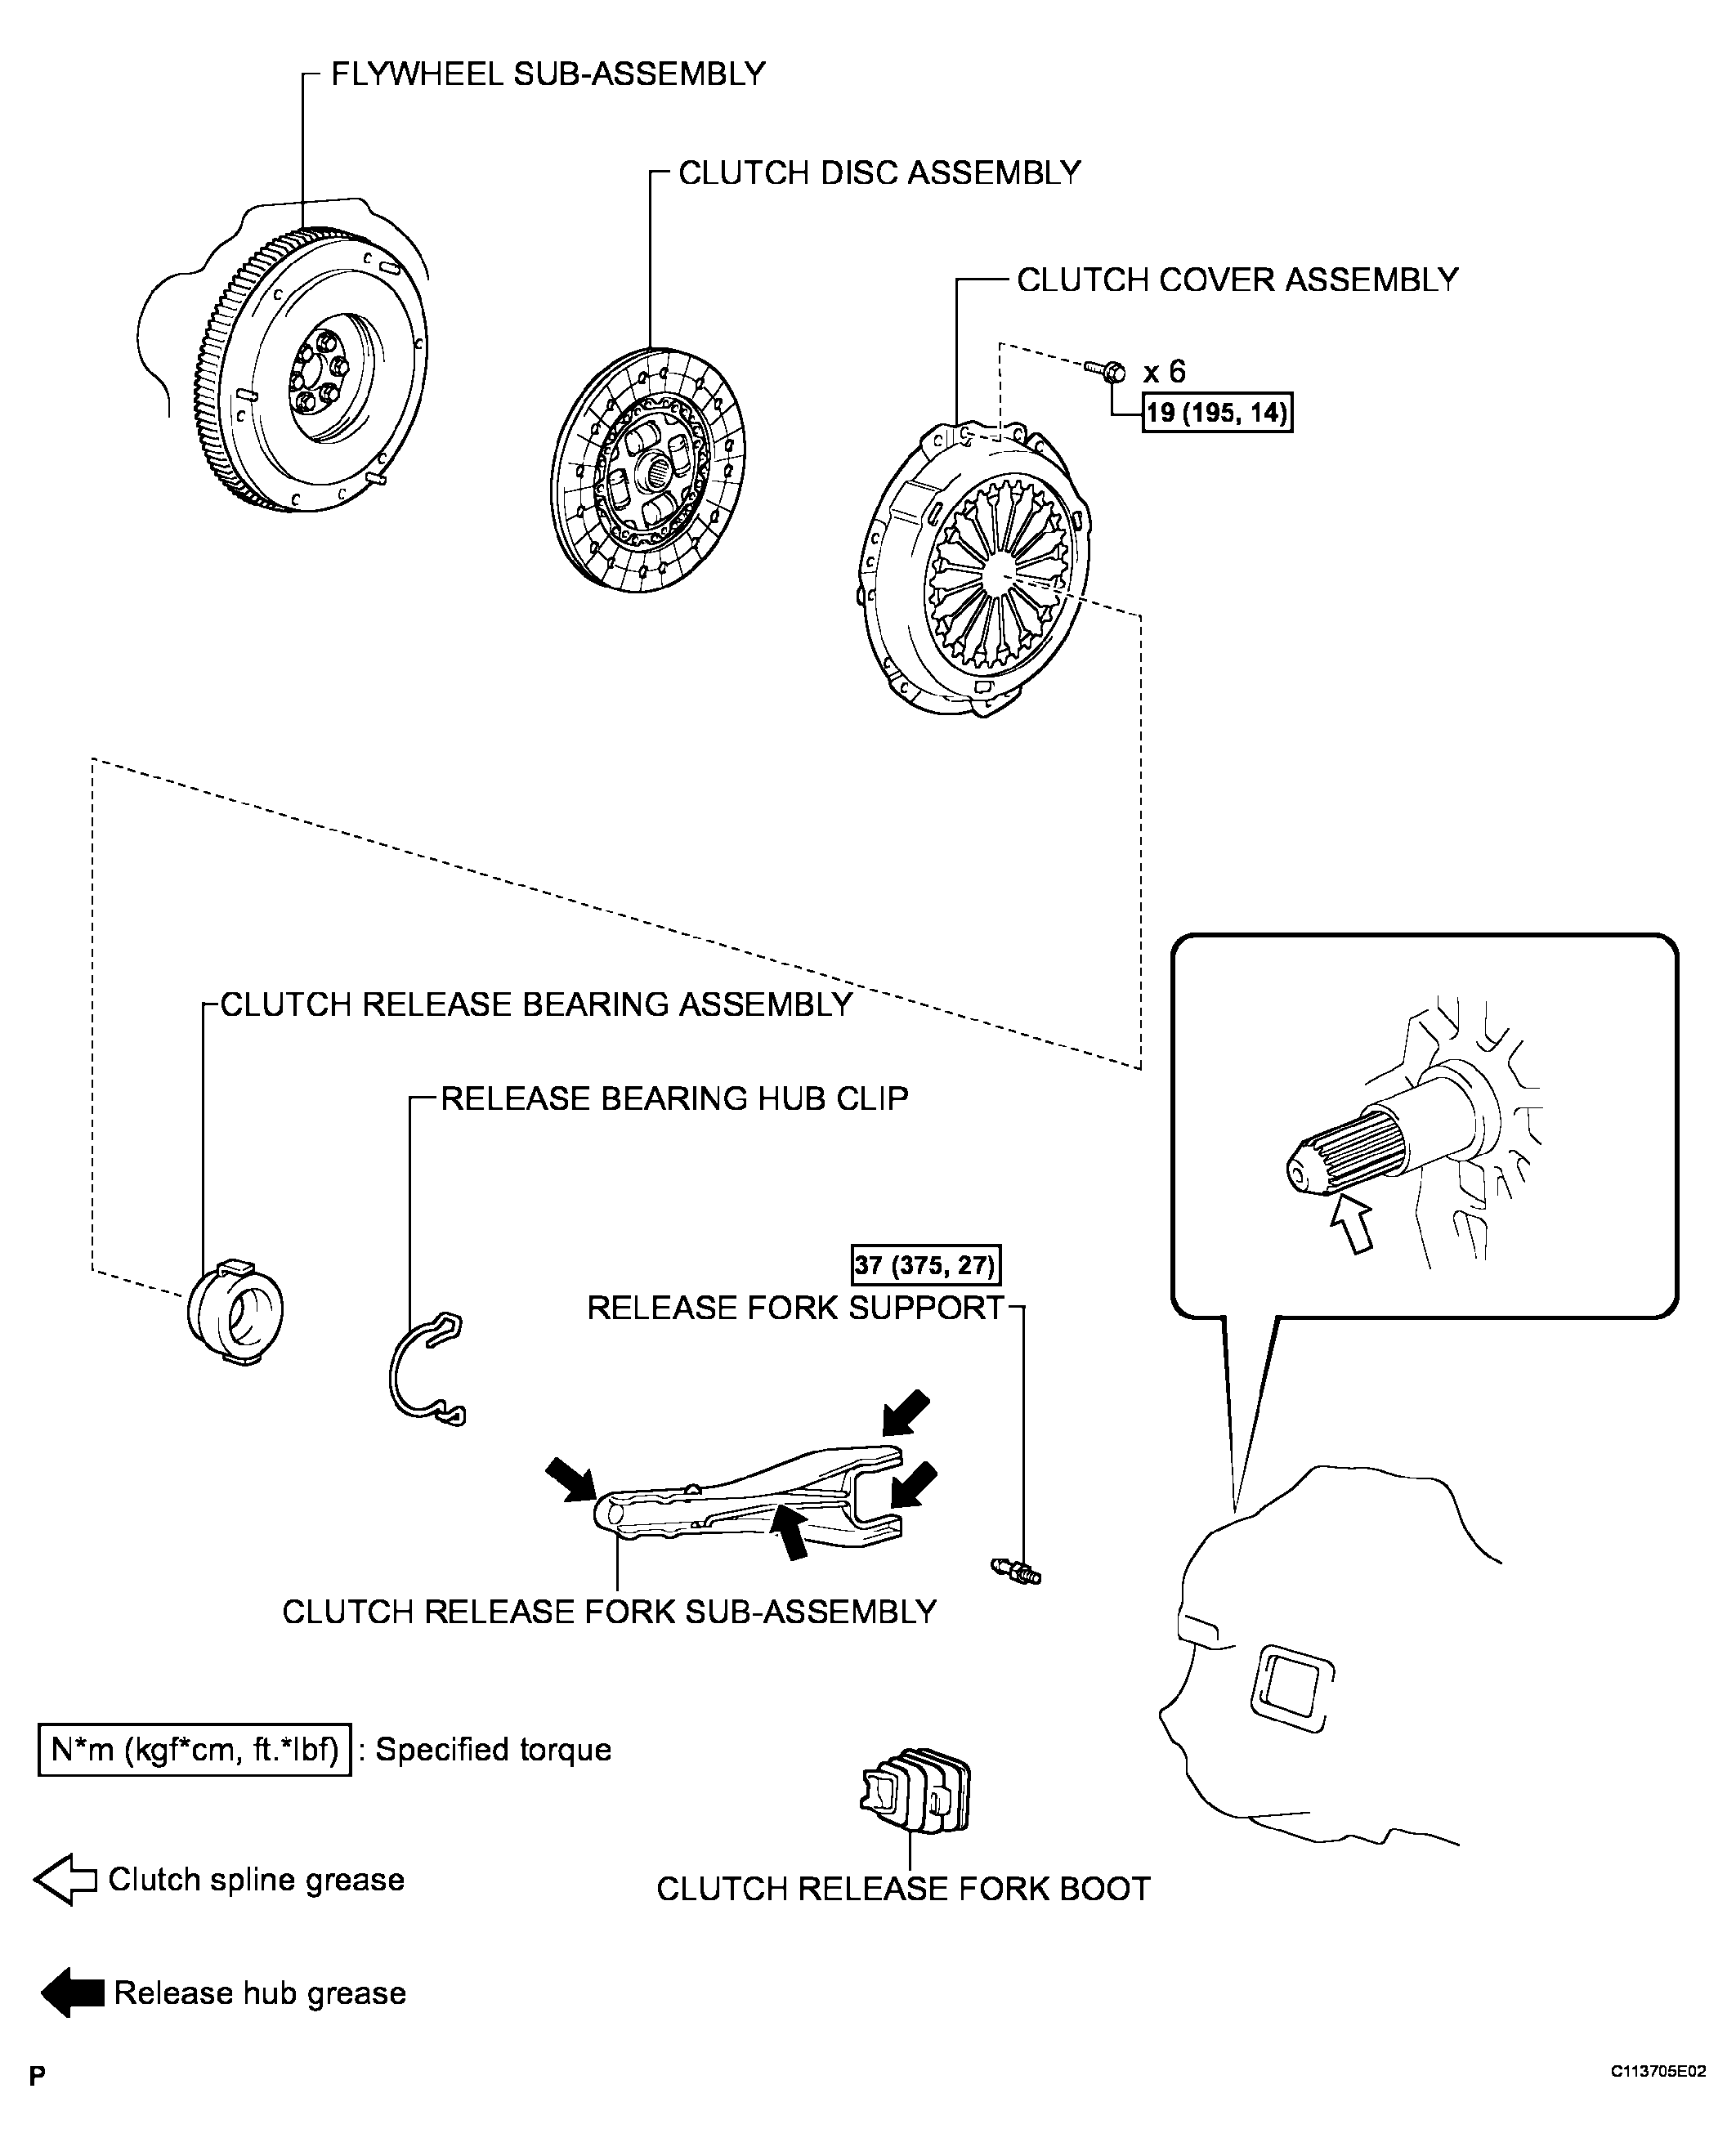 FLYWHEEL SUB-ASSEMBLY
CLUTCH DISC ASSEMBLY
CLUTCH COVER ASSEMBLY
x 6
19 (195, 14)
CLUTCH RELEASE BEARING ASSEMBLY
RELEASE BEARING HUB CLIP
37 (375, 27)
RELEASE FORK SUPPORT
CLUTCH RELEASE FORK SUB-ASSEMBLY
N*m (kgf*cm, ft.*lbf) : Specified torque
Clutch spline grease
CLUTCH RELEASE FORK BOOT
Release hub grease
P
C113705E02